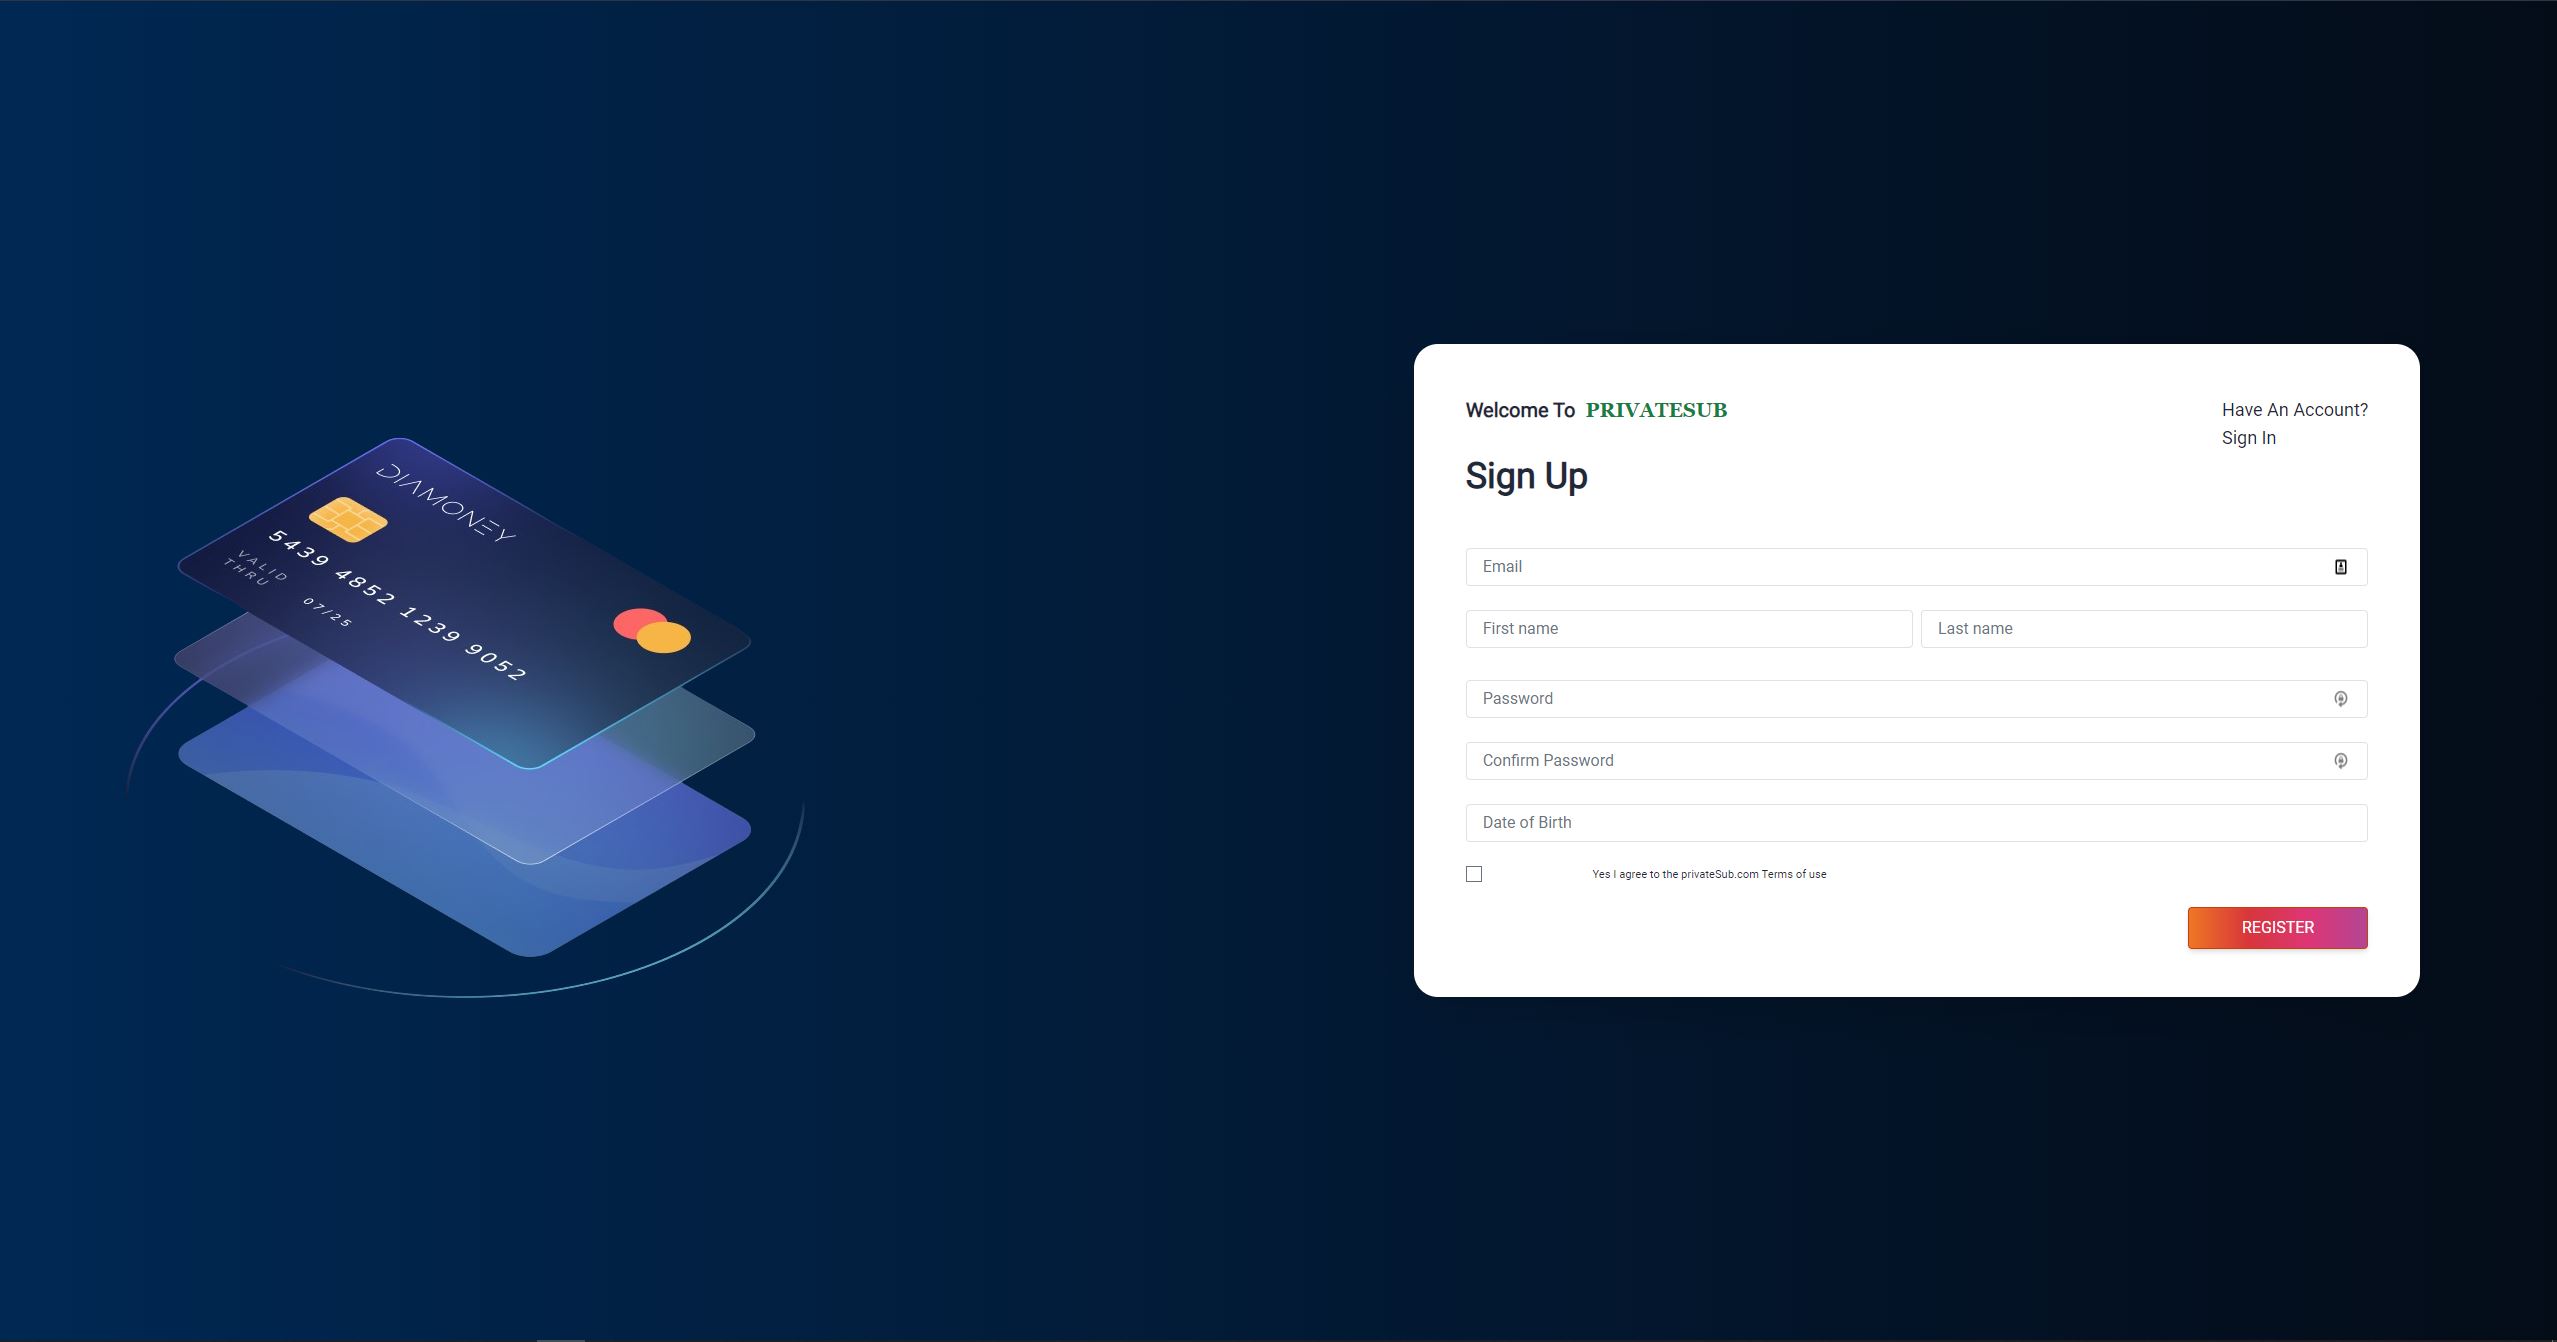 DIAMONEY
5439 4852 1239 9052
VALID
THRU
07/25
Welcome To PRIVATESUB
Have An Account?
Sign In
Sign Up
Email
First name
Last name
Password
Confirm Password
Date of Birth
Yes I agree to the privateSub.com Terms of use
REGISTER